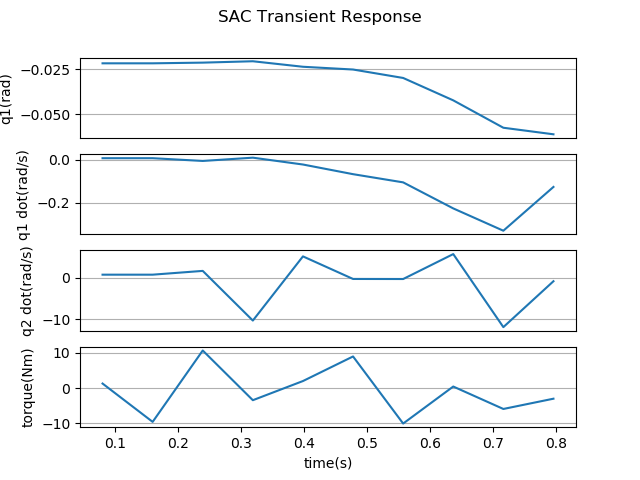 SAC Transient Response
−0.025
−0.050
q1(rad)
0.0
−0.2
q1 dot(rad/s)
0
−10
q2 dot(rad/s)
10
0
−10
torque(Nm)
0.1 0.2 0.3 0.4 0.5 0.6 0.7 0.8
time(s)